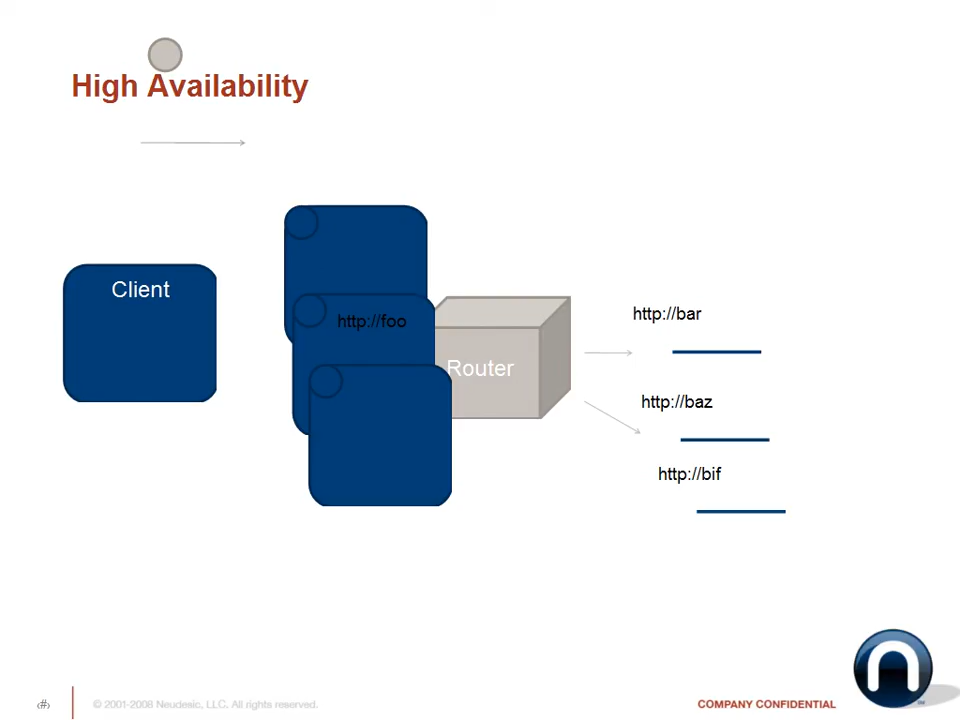 High Availability
Client
http://foo
Router
http://bar
http://baz
http://bif
‹#›
© 2001-2008 Neudesic, LLC. All rights reserved.
COMPANY CONFIDENTIAL